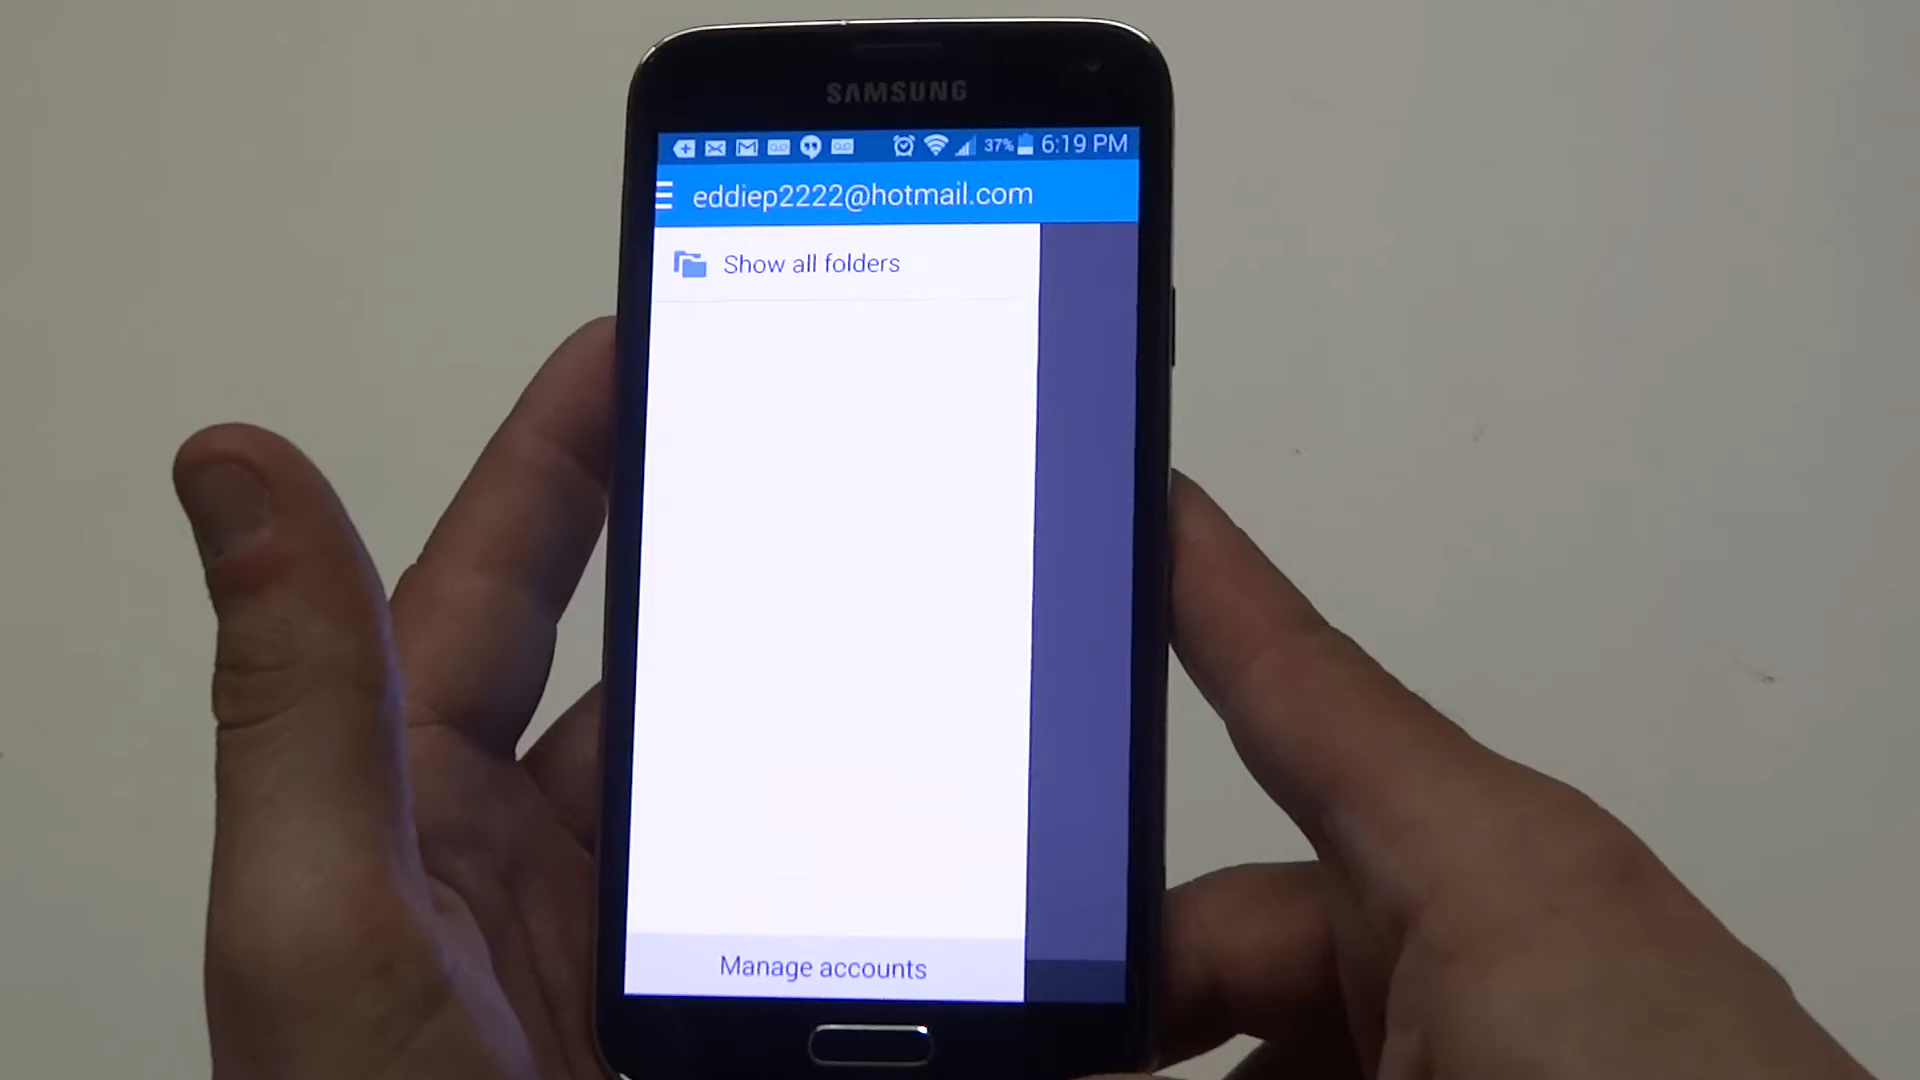 SAMSUNG
37% 6:19 PM
eddiep2222@hotmail.com
Show all folders
Manage accounts